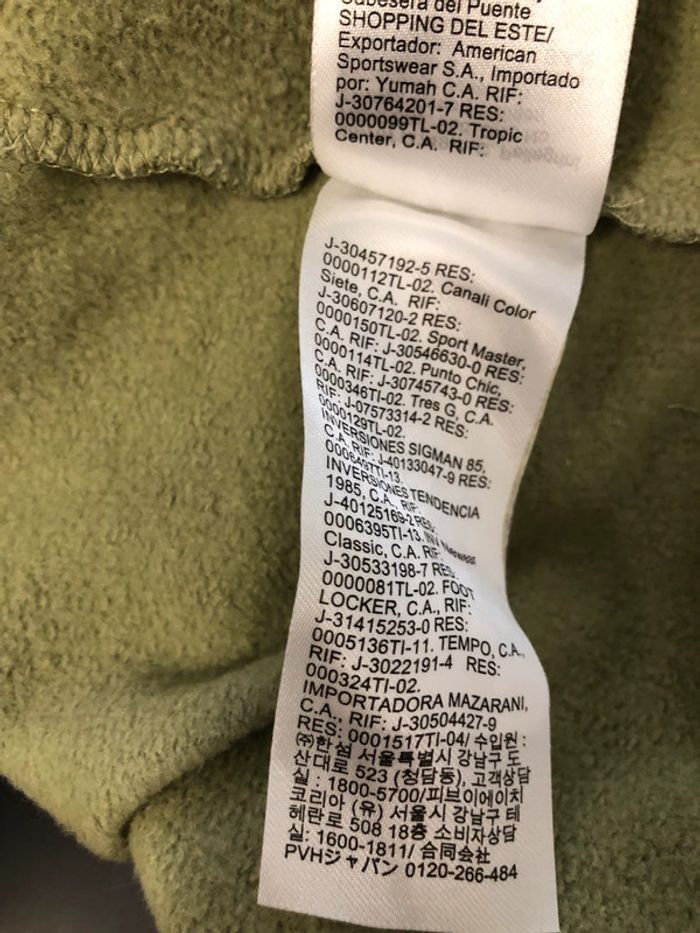 Cabesera del Puente
SHOPPING DEL ESTE/
Exportador: American
Sportswear S.A., Importado
por: Yumah C.A. RIF:
J-30764201-7 RES:
0000099TL-02. Tropic
Center, C.A. RIF:
J-30457192-5 RES:
0000112TL-02. Canali Color
Siete, C.A. RIF:
J-30607120-2 RES:
0000150TL-02. Sport Master,
C.A. RIF: J-30546630-0 RES:
0000114TL-02. Punto Chic,
C.A. RIF: J-30745743-0 RES:
0000346TI-02. Tres G, C.A.
RIF: J-07573314-2 RES:
0000129TL-02.
INVERSIONES SIGMAN 85,
C.A. RIF: J-40133047-9 RES:
0006497TI-13.
INVERSIONES TENDENCIA
1985, C.A., RIF:
J-40125169-2 RES:
0006395TI-13.
Classic, C.A. RIF:
J-30533198-7 RES:
0000081TL-02. FOOT
LOCKER, C.A., RIF:
J-31415253-0 RES:
0005136TI-11. TEMPO, C.A.,
RIF: J-3022191-4 RES:
000324TI-02.
IMPORTADORA MAZARANI,
C.A., RIF: J-30504427-9
RES: 0001517TI-04/ 수입원 :
㈜한섬 서울특별시 강남구 도
산대로 523 (청담동), 고객상담
실 : 1800-5700/피브이에이치
코리아 (유) 서울시 강남구 테
헤란로 508 18층 소비자상담
실: 1600-1811/ 合同会社
PVHジャパン 0120-266-484